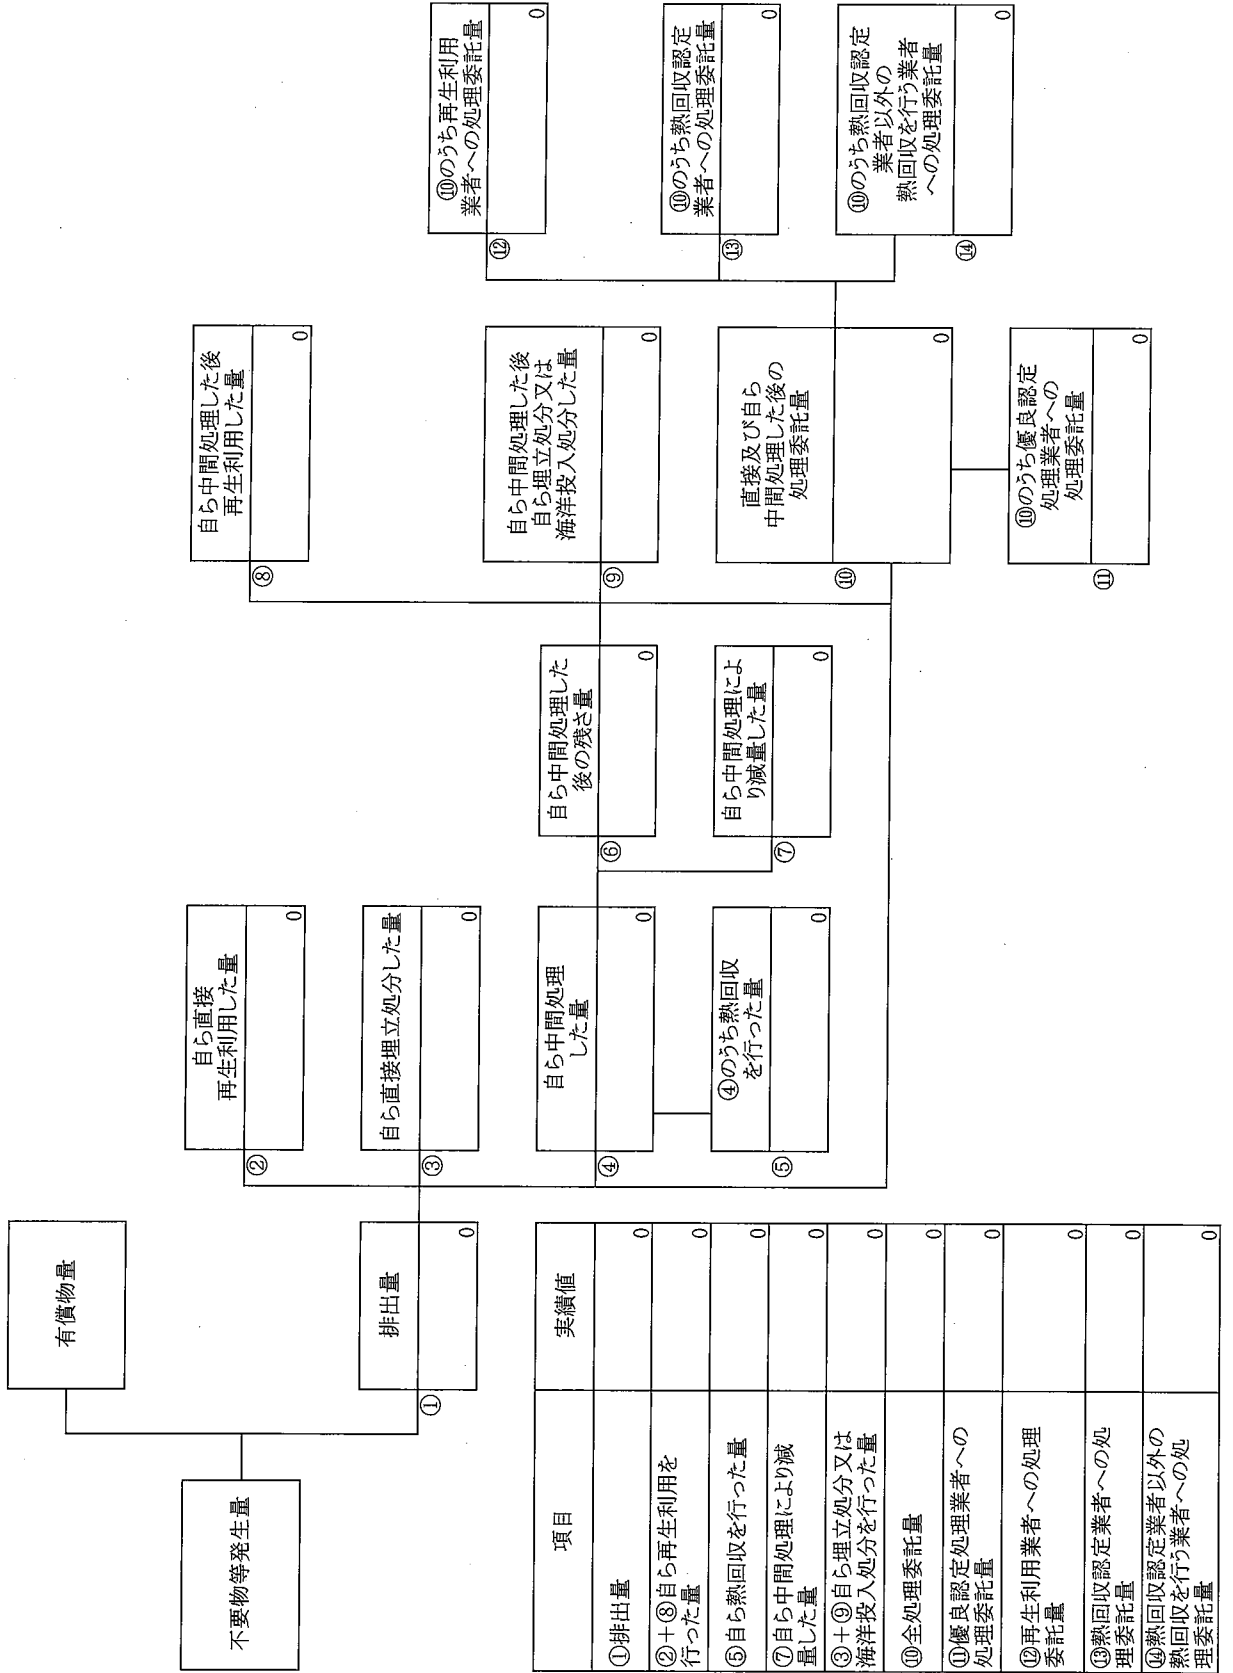 不要物等発生量
有償物量
排出量
①
0
自ら直接
再生利用した量
②
0
自ら直接埋立処分した量
③
0
自ら中間処理
した量
④
0
④のうち熱回収
を行った量
⑤
0
自ら中間処理した
後の残さ量
⑥
0
自ら中間処理によ
り減量した量
⑦
0
自ら中間処理した後
再生利用した量
⑧
0
自ら中間処理した後
自ら埋立処分又は
海洋投入処分した量
⑨
0
直接及び自ら
中間処理した後の
処理委託量
⑩
0
⑩のうち優良認定
処理業者への
処理委託量
⑪
0
⑩のうち再生利用
業者への処理委託量
⑫
0
⑩のうち熱回収認定
業者への処理委託量
⑬
0
⑩のうち熱回収認定
業者以外の
熱回収を行う業者
への処理委託量
⑭
0
項目 実績値
①排出量 0
②+⑧自ら再生利用を
行った量 0
⑤自ら熱回収を行った量 0
⑦自ら中間処理により減
量した量 0
③+⑨自ら埋立処分又は
海洋投入処分を行った量 0
⑩全処理委託量 0
⑪優良認定処理業者への
処理委託量 0
⑫再生利用業者への処理
委託量 0
⑬熱回収認定業者への処
理委託量 0
⑭熱回収認定業者以外の
熱回収を行う業者への処
理委託量 0